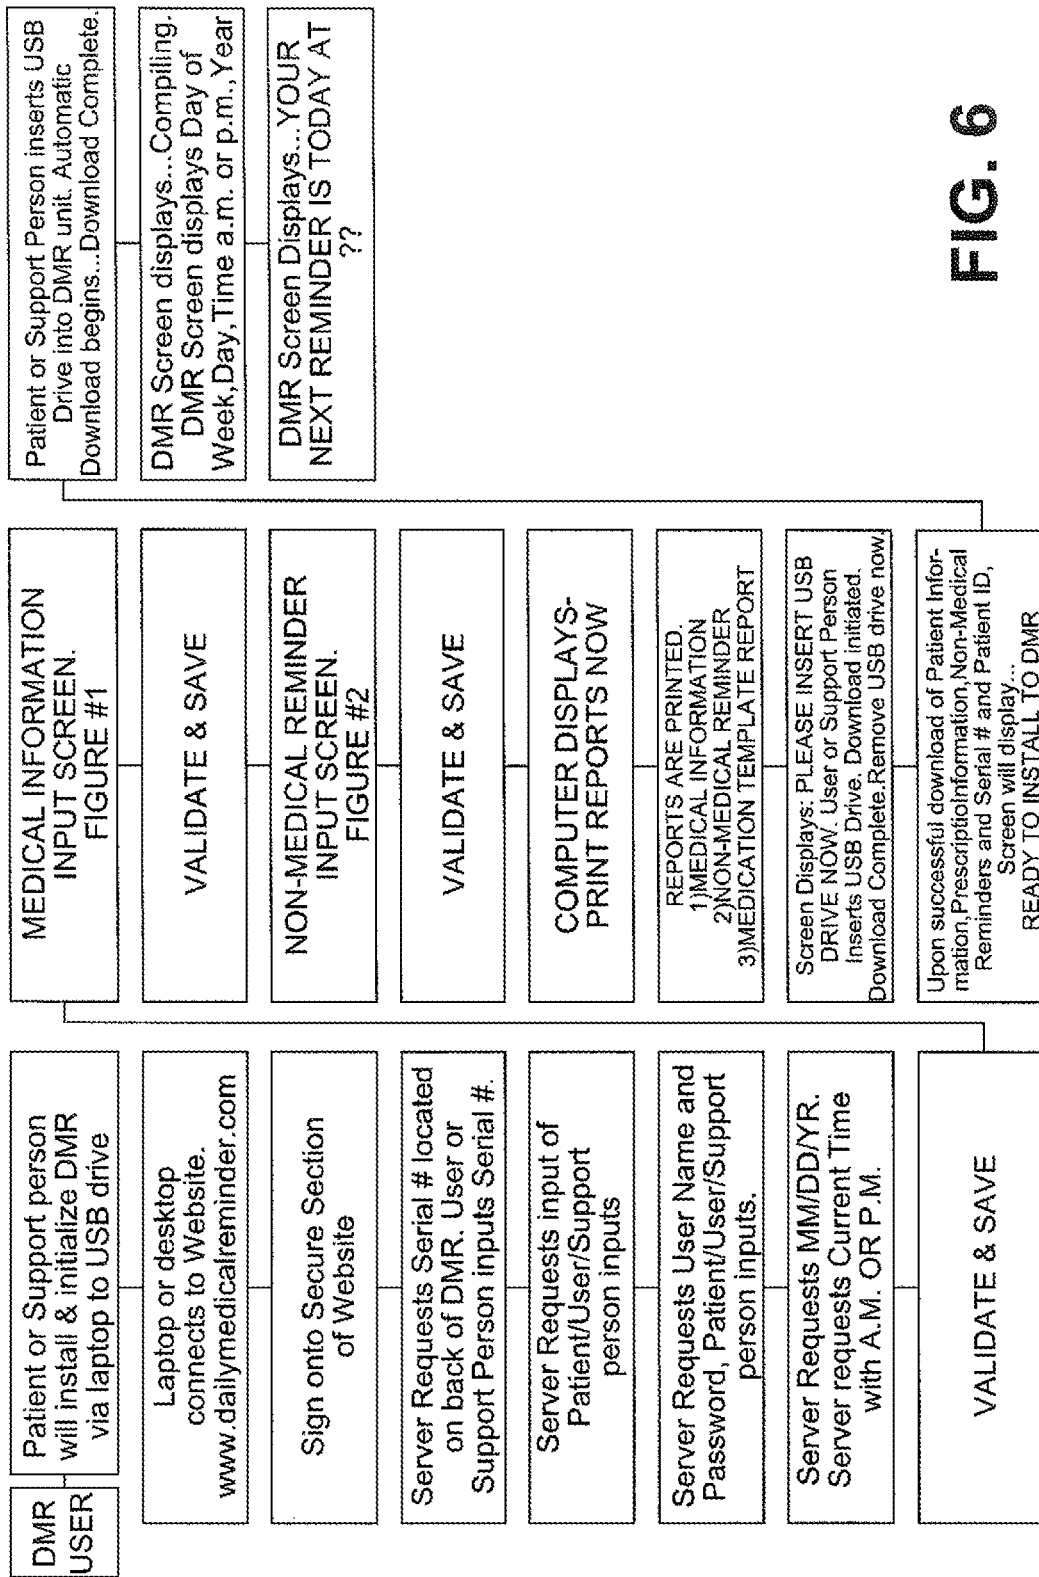 DMR
USER
Patient or Support person
will install & initialize DMR
via laptop to USB drive
Laptop or desktop
connects to Website.
www.dailymedicalreminder.com
Sign onto Secure Section
of Website
Server Requests Serial # located
on back of DMR. User or
Support Person inputs Serial #.
Server Requests input of
Patient/User/Support
person inputs
Server Requests User Name and
Password, Patient/User/Support
person inputs.
Server Requests MM/DD/YR.
Server requests Current Time
with A.M. OR P.M.
VALIDATE & SAVE
MEDICAL INFORMATION
INPUT SCREEN.
FIGURE #1
VALIDATE & SAVE
NON-MEDICAL REMINDER
INPUT SCREEN.
FIGURE #2
VALIDATE & SAVE
COMPUTER DISPLAYS-
PRINT REPORTS NOW
REPORTS ARE PRINTED.
1)MEDICAL INFORMATION
2)NON-MEDICAL REMINDER
3)MEDICATION TEMPLATE REPORT
Screen Displays: PLEASE INSERT USB
DRIVE NOW. User or Support Person
Inserts USB Drive. Download initiated.
Download Complete.Remove USB drive now.
Upon successful download of Patient Infor-
mation,PrescriptioInformation,Non-Medical
Reminders and Serial # and Patient ID,
Screen will display...
READY TO INSTALL TO DMR
Patient or Support Person inserts USB
Drive into DMR unit. Automatic
Download begins...Download Complete.
DMR Screen displays...Compiling.
DMR Screen displays Day of
Week,Day,Time a.m. or p.m.,Year
DMR Screen Displays...YOUR
NEXT REMINDER IS TODAY AT
??
FIG. 6